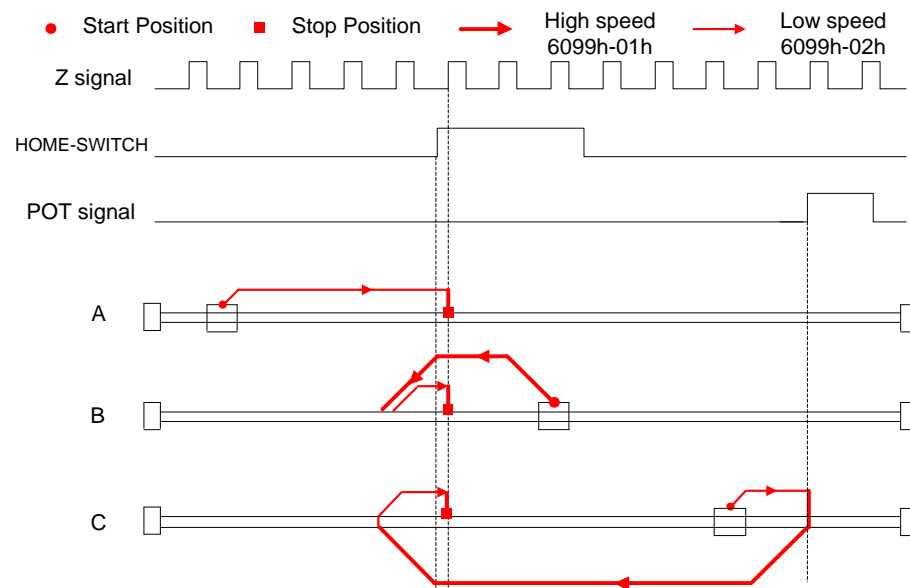 Start Position
Stop Position
High speed
6099h-01h
Low speed
6099h-02h
Z signal
HOME-SWITCH
POT signal
A
B
C